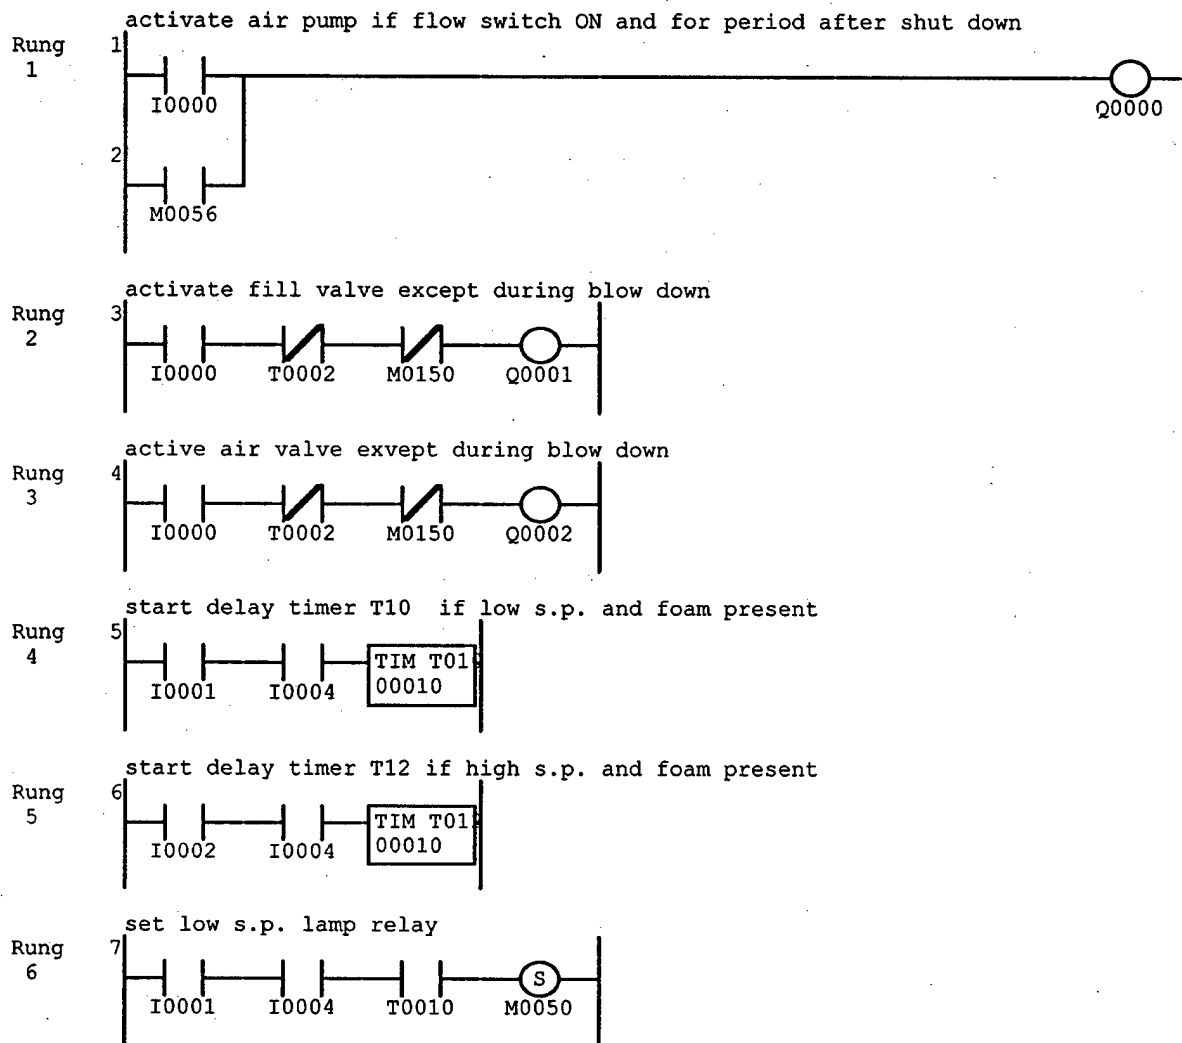 activate air pump if flow switch ON and for period after shut down
Rung 1
1
I0000
Q0000
2
M0056
activate fill valve except during blow down
Rung 2
3
I0000 T0002 M0150 Q0001
active air valve exvept during blow down
Rung 3
4
I0000 T0002 M0150 Q0002
start delay timer T10 if low s.p. and foam present
Rung 4
5
TIM T01
00010
I0001 I0004
start delay timer T12 if high s.p. and foam present
Rung 5
6
TIM T01
00010
I0002 I0004
set low s.p. lamp relay
Rung 6
7
S
I0001 I0004 T0010 M0050